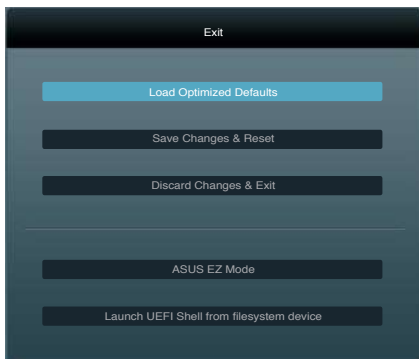 Exit
Load Optimized Defaults
Save Changes & Reset
Discard Changes & Exit
ASUS EZ Mode
Launch UEFI Shell from filesystem device